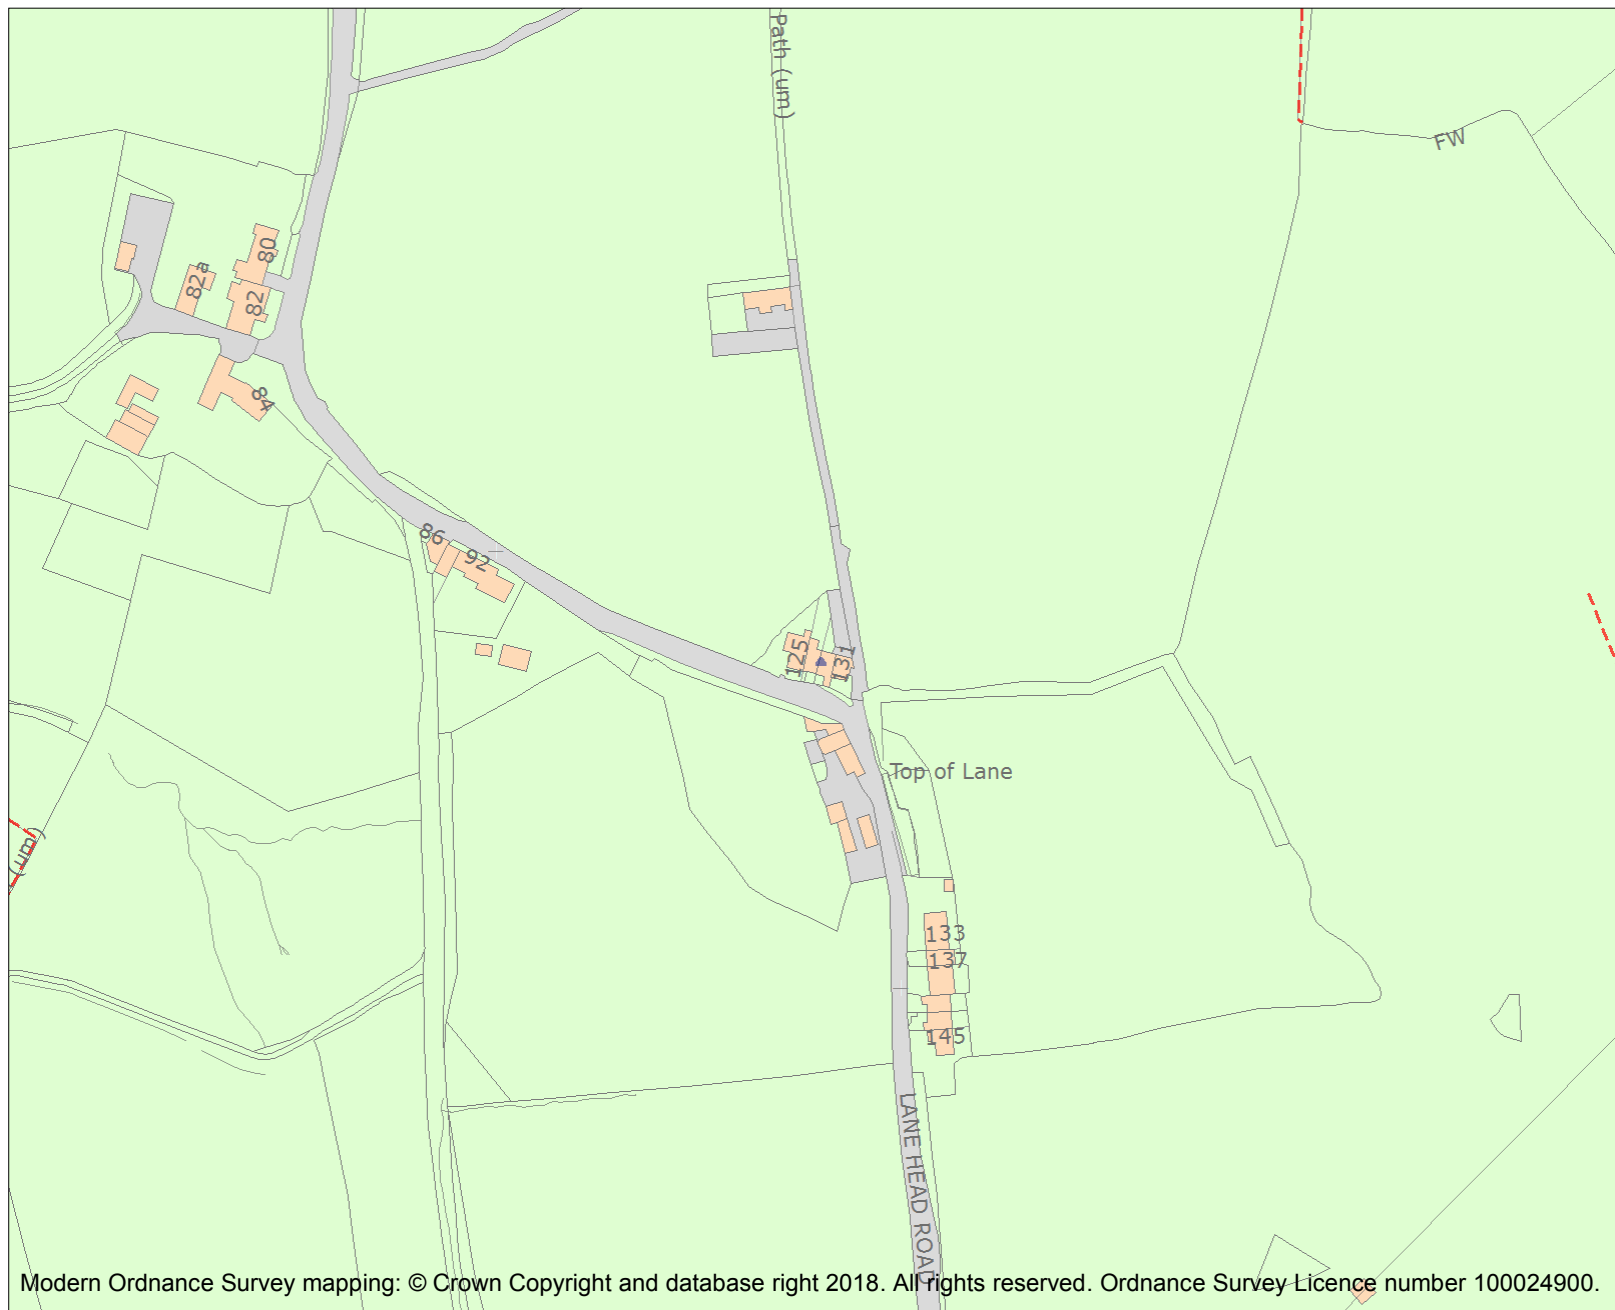 Path (um)
FW
80
82a
82
84
86
92
125
131
Top of Lane
(um)
133
137
145
LANE HEAD ROAD
Modern Ordnance Survey mapping: © Crown Copyright and database right 2018. All rights reserved. Ordnance Survey Licence number 100024900.